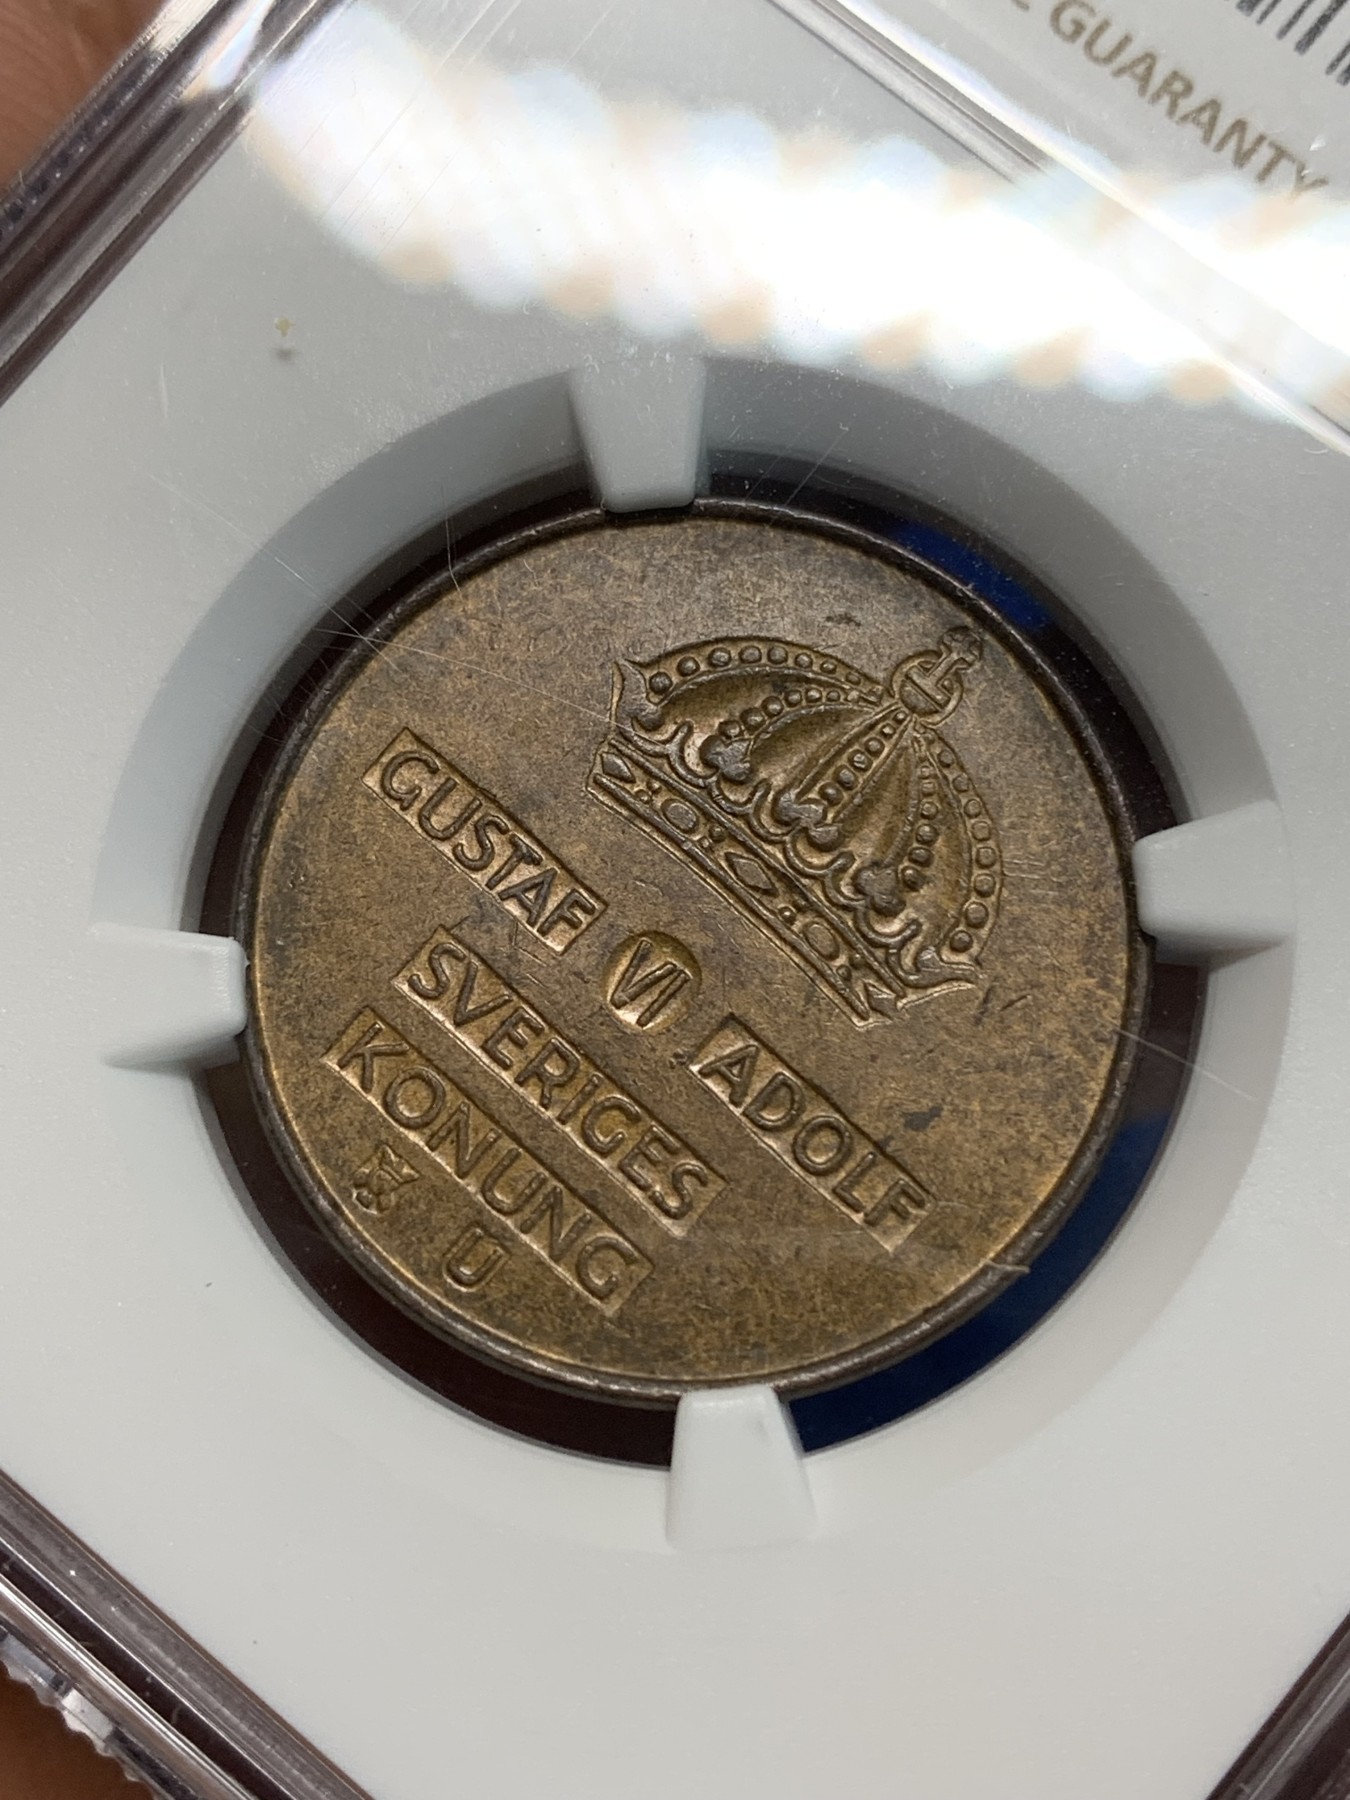 GUARANTY
GUSTAF VI ADOLF
SVERIGES
KONUNG
U